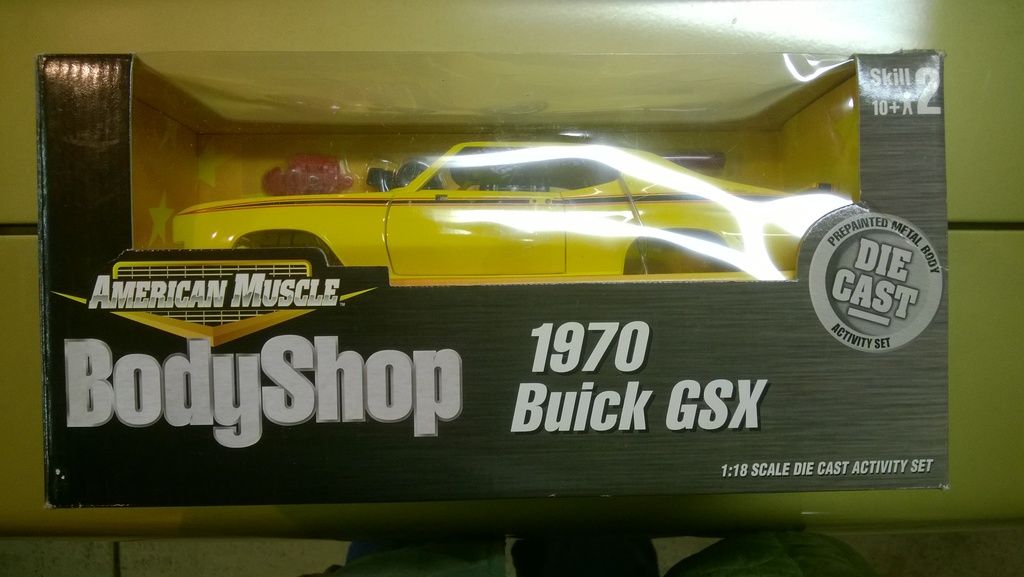 Skill 2
10+
AMERICAN MUSCLE™
BodyShop
1970
Buick GSX
PREPAINTED METAL BODY
DIE
CAST
ACTIVITY SET
1:18 SCALE DIE CAST ACTIVITY SET